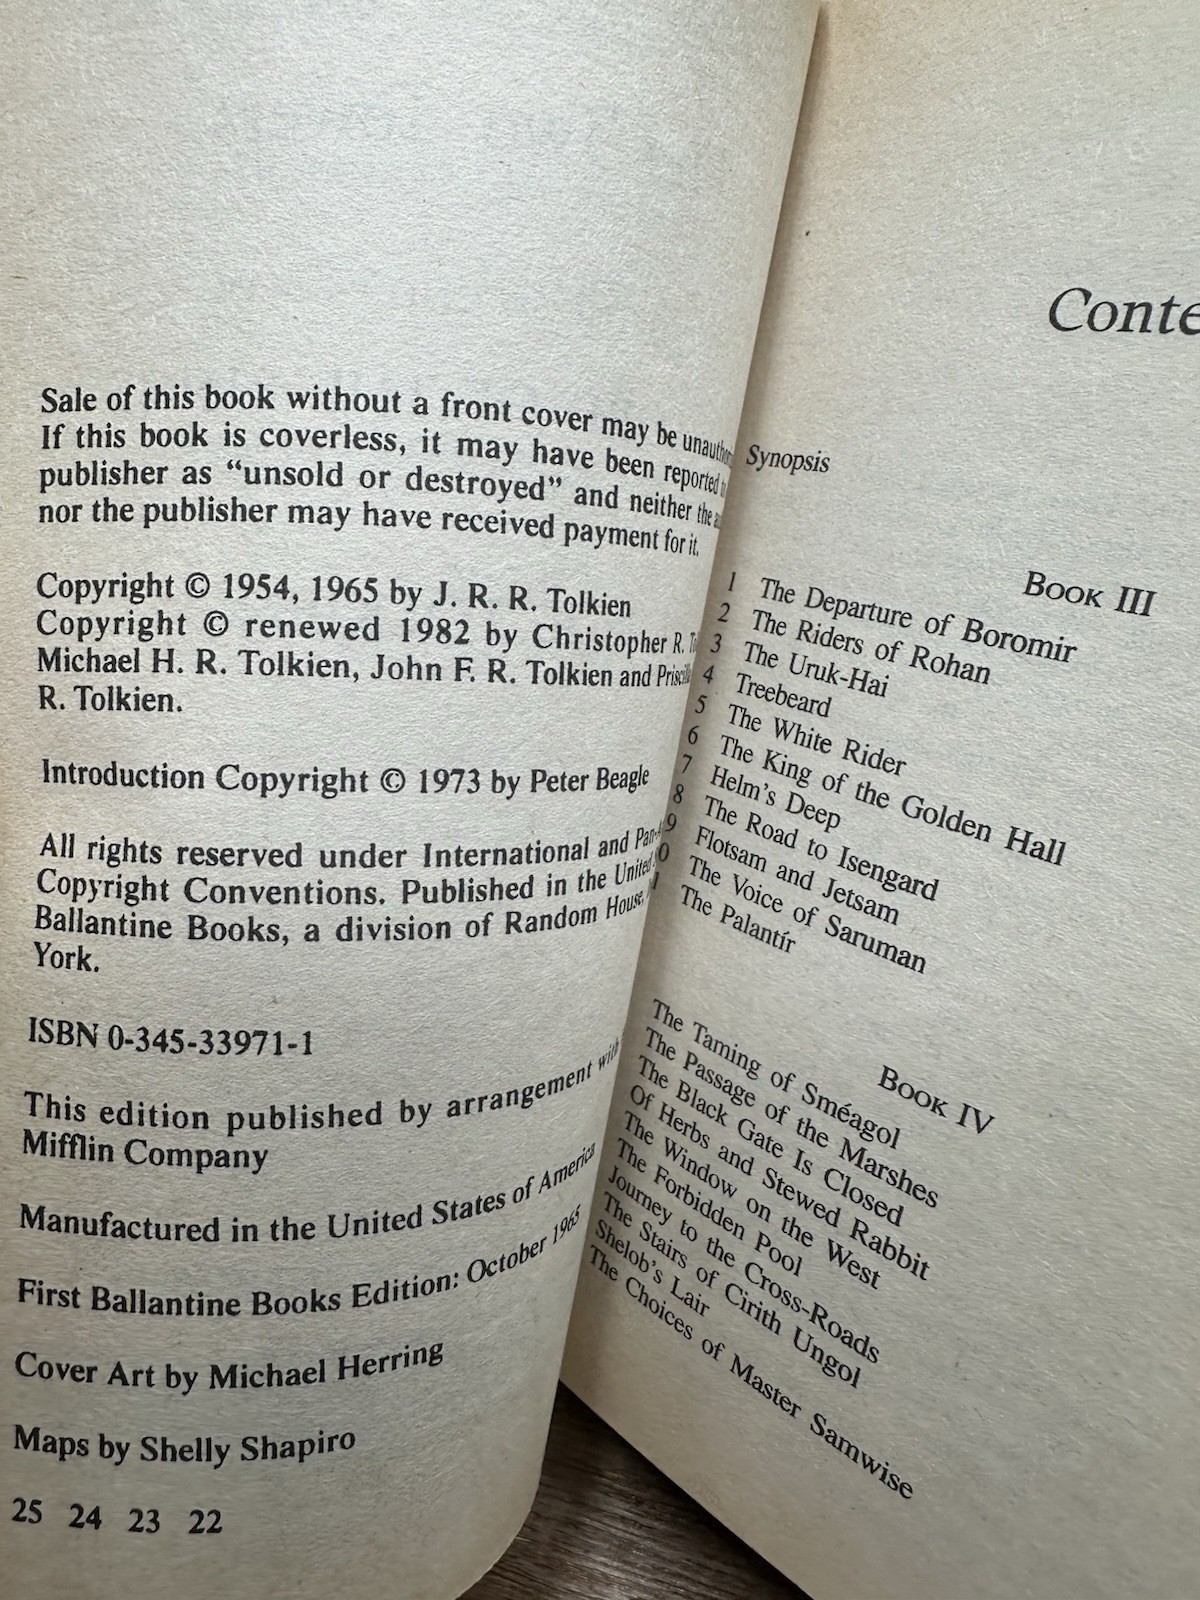 Sale of this book without a front cover may be
If this book is coverless, it may have been reported
publisher as “unsold or destroyed” and neither the
nor the publisher may have received payment for it.
Copyright © 1954, 1965 by J. R. R. Tolkien
Copyright © renewed 1982 by Christopher R.
Michael H. R. Tolkien, John F. R. Tolkien and
R. Tolkien.
Introduction Copyright © 1973 by Peter Beagle
All rights reserved under International and
Copyright Conventions. Published in the United
Ballantine Books, a division of Random House,
York.
ISBN 0-345-33971-1
This edition published by arrangement with
Mifflin Company
Manufactured in the United States of America
First Ballantine Books Edition: October 1965
Cover Art by Michael Herring
Maps by Shelly Shapiro
25 24 23 22
Synopsis
BOOK III
1 The Departure of Boromir
2 The Riders of Rohan
3 The Uruk-Hai
4 Treebeard
5 The White Rider
6 The King of the Golden Hall
7 Helm's Deep
8 The Road to Isengard
9 Flotsam and Jetsam
The Voice of Saruman
The Palantír
BOOK IV
The Taming of Sméagol
The Passage of the Marshes
The Black Gate Is Closed
Of Herbs and Stewed Rabbit
The Window on the West
The Forbidden Pool
Journey to the Cross-Roads
The Stairs of Cirith Ungol
Shelob's Lair
The Choices of Master Samwise